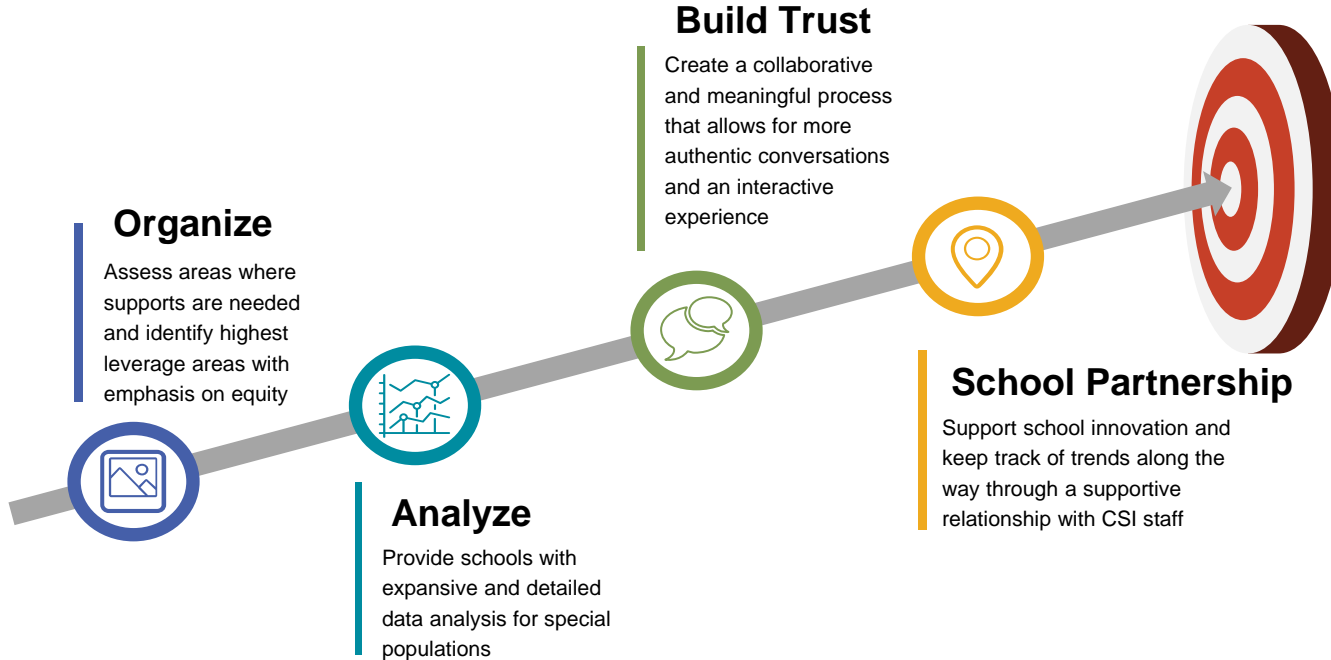 Organize
Assess areas where
supports are needed
and identify highest
leverage areas with
emphasis on equity
Analyze
Provide schools with
expansive and detailed
data analysis for special
populations
Build Trust
Create a collaborative
and meaningful process
that allows for more
authentic conversations
and an interactive
experience
School Partnership
Support school innovation and
keep track of trends along the
way through a supportive
relationship with CSI staff